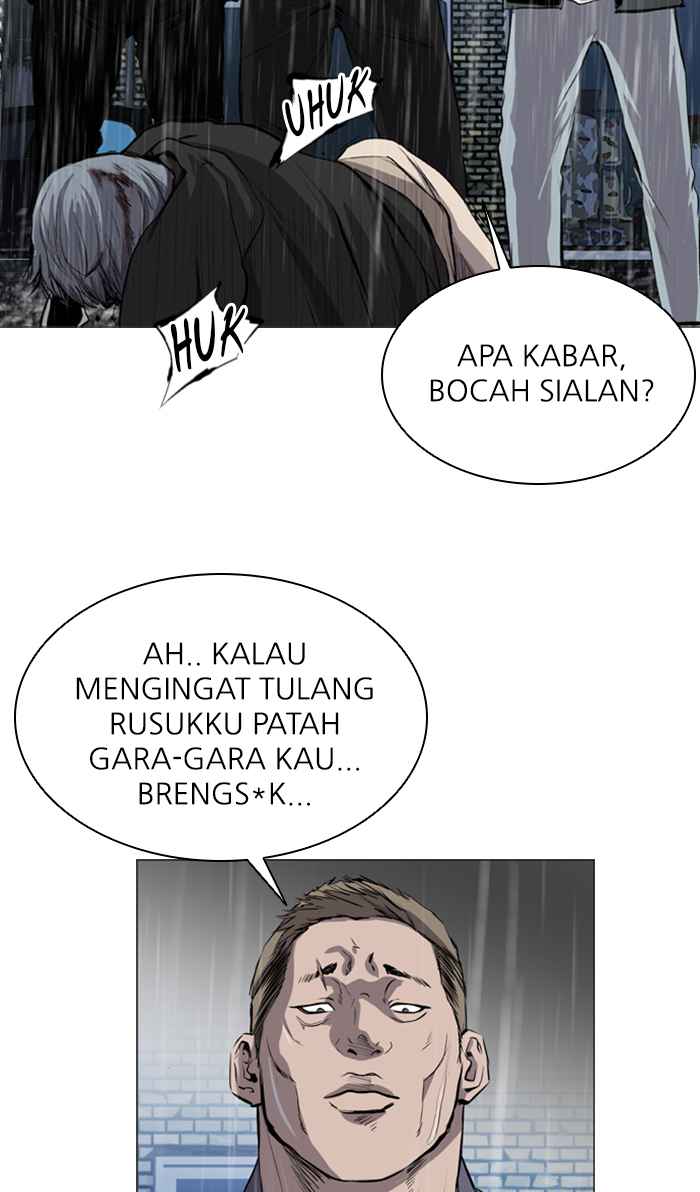 UHUK
HUK
APA KABAR,
BOCAH SIALAN?
AH.. KALAU
MENGINGAT TULANG
RUSUKKU PATAH
GARA-GARA KAU...
BRENGS*K...